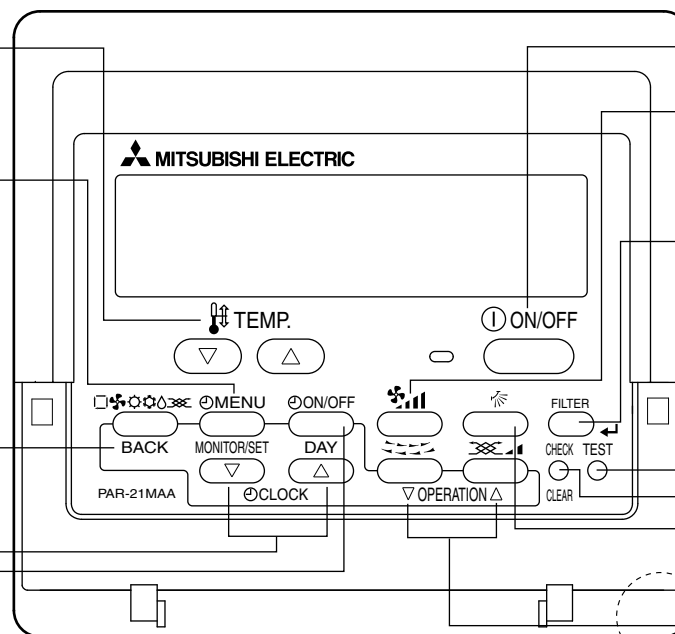 MITSUBISHI ELECTRIC
TEMP.
ON/OFF
MENU
ON/OFF
FILTER
BACK
MONITOR/SET
DAY
CHECK
TEST
PAR-21MAA
CLOCK
OPERATION
CLEAR